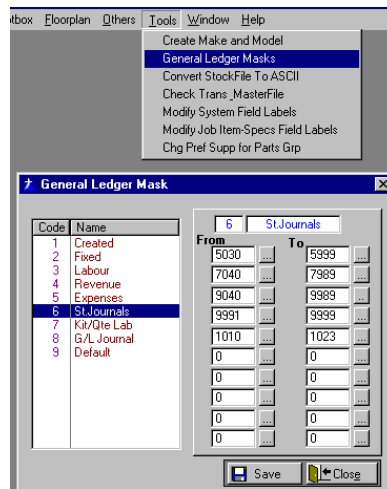 otbox Floorplan Others Tools Window Help
Create Make and Model
General Ledger Masks
Convert StockFile To ASCII
Check Trans_MasterFile
Modify System Field Labels
Modify Job Item-Specs Field Labels
Chg Pref Supp for Parts Grp
General Ledger Mask
Code Name
1 Created
2 Fixed
3 Labour
4 Revenue
5 Expenses
6 St.Journals
7 Kit/Qte Lab
8 G/L Journal
9 Default
6 St.Journals
From To
5030 ... 5999 ...
7040 ... 7989 ...
9040 ... 9989 ...
9991 ... 9999 ...
1010 ... 1023 ...
0 ... 0 ...
0 ... 0 ...
0 ... 0 ...
0 ... 0 ...
Save Close